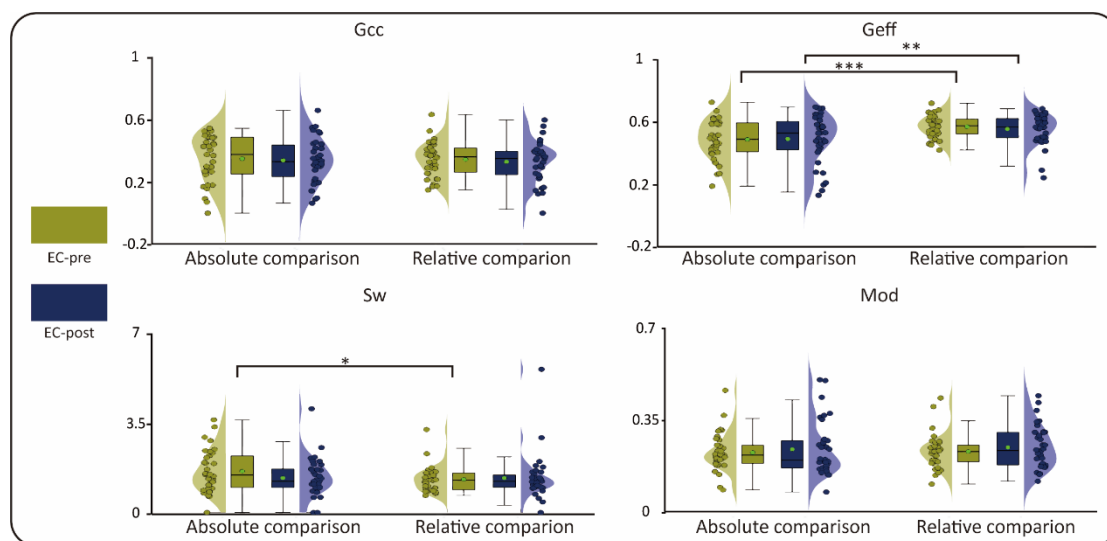 Gcc
1
0.6
0.2
-0.2
Absolute comparison
Relative comparion
Geff
1
0.6
0.2
-0.2
***
**
Absolute comparison
Relative comparion
EC-pre
EC-post
Sw
7
3.5
0
*
Absolute comparison
Relative comparion
Mod
0.7
0.35
0
Absolute comparison
Relative comparion